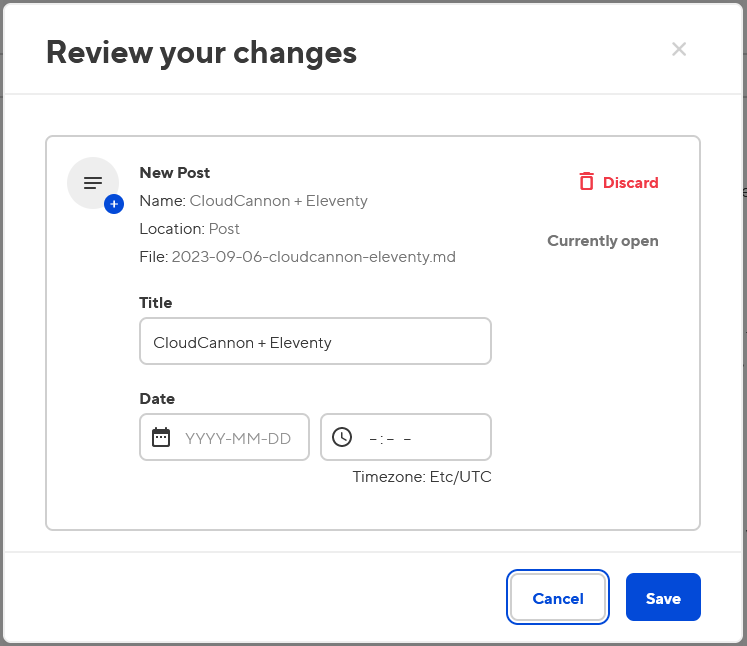 Review your changes
New Post
Name: CloudCannon + Eleventy
Location: Post
File: 2023-09-06-cloudcannon-eleventy.md
Discard
Currently open
Title
CloudCannon + Eleventy
Date
YYYY-MM-DD
– : –  –
Timezone: Etc/UTC
Cancel
Save